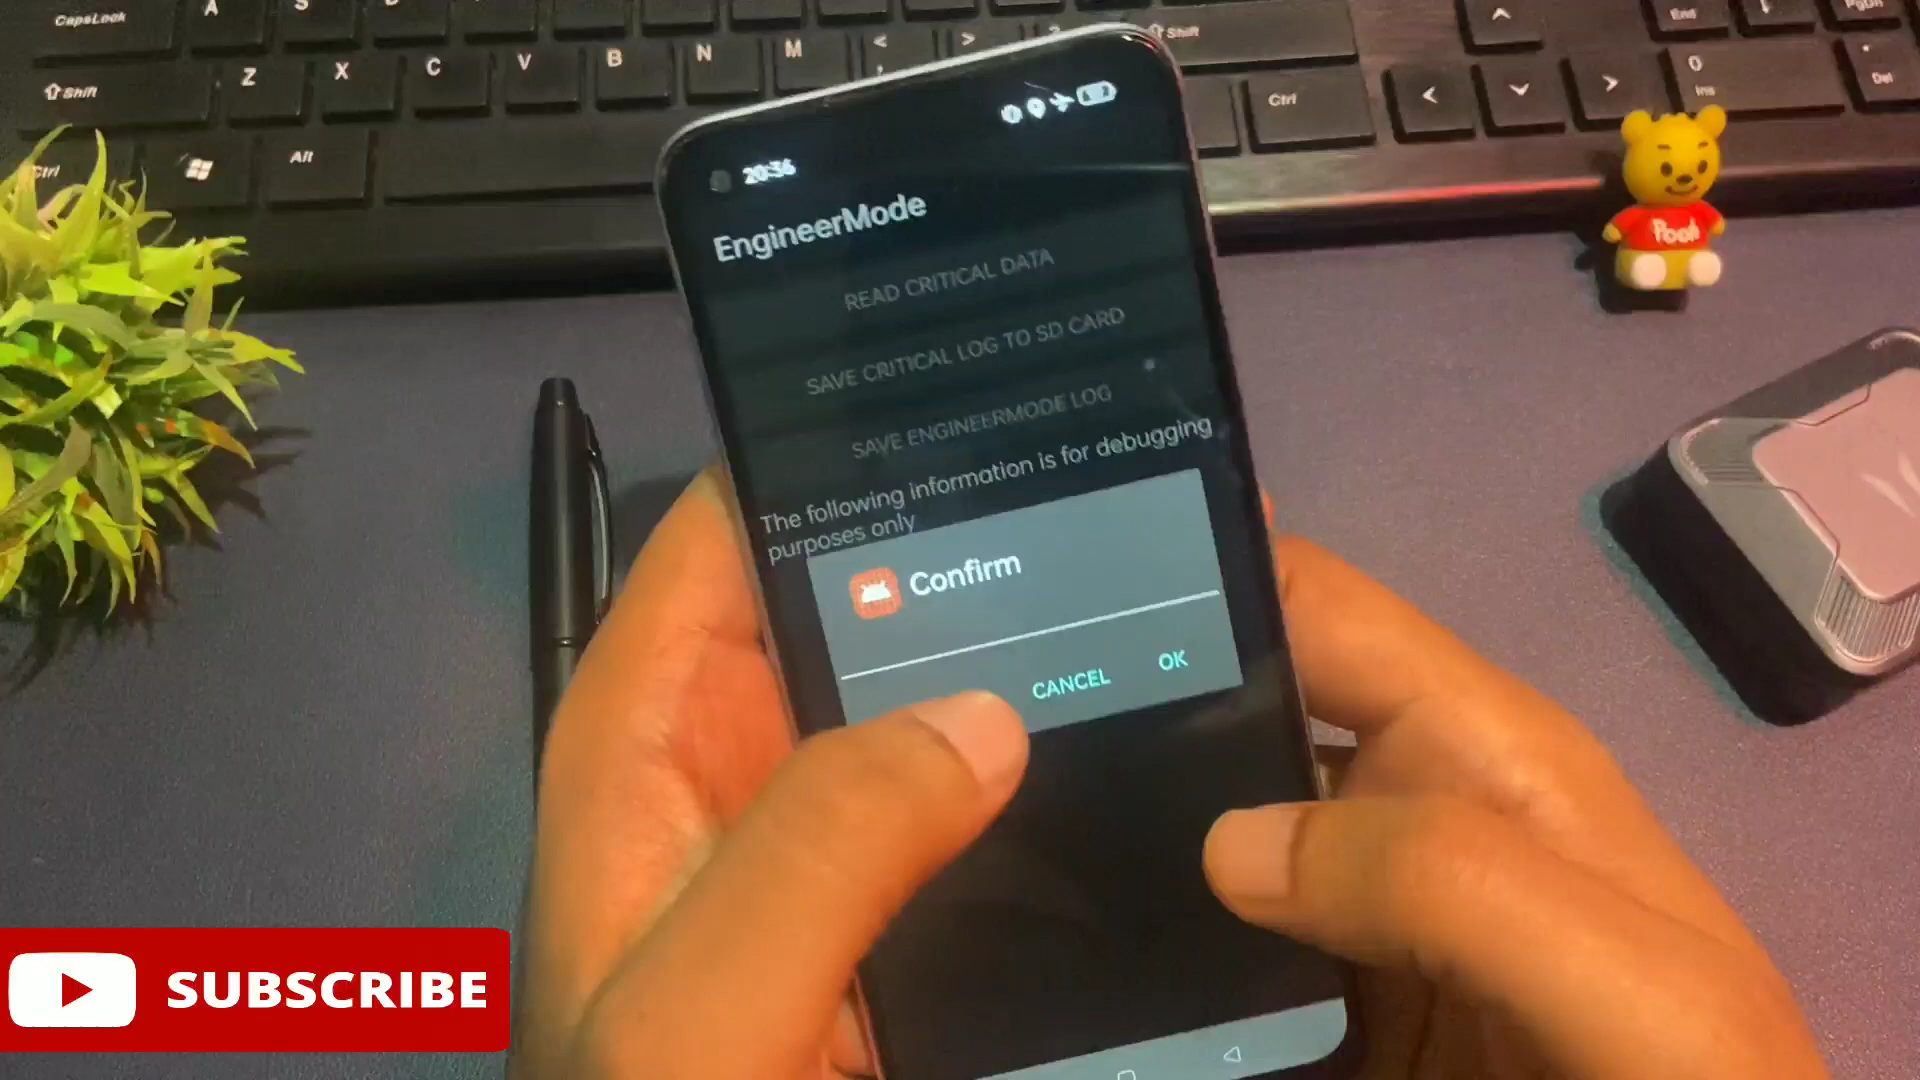 CapsLock A
Shift Z X C V B N M < > ? Shift
,
Ctrl Alt
Ctrl
End
PgDn
0
Ins
Del
20:36
EngineerMode
READ CRITICAL DATA
SAVE CRITICAL LOG TO SD CARD
SAVE ENGINEERMODE LOG
The following information is for debugging
purposes only
Confirm
CANCEL OK
Pooh
SUBSCRIBE